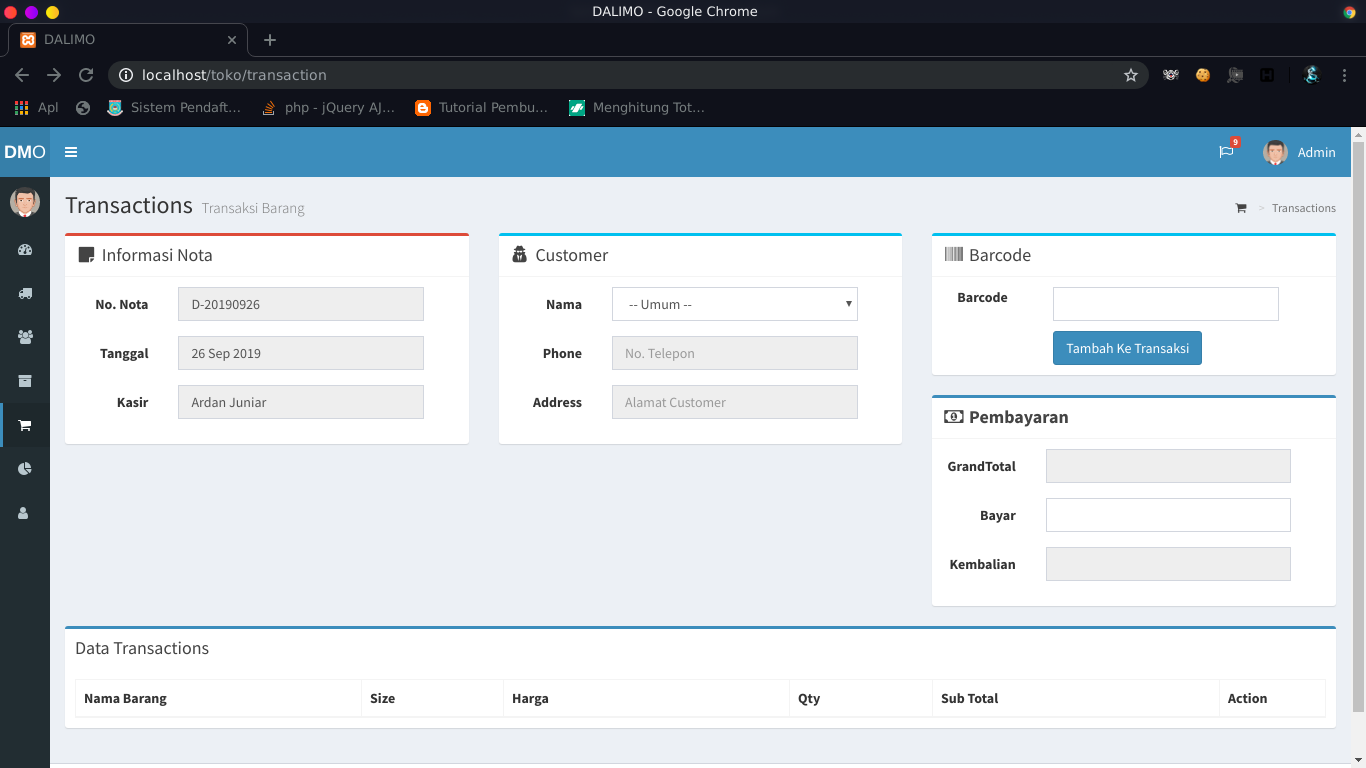 DALIMO - Google Chrome
DALIMO
localhost/toko/transaction
Apl Sistem Pendaft... php - jQuery AJ... Tutorial Pembu... Menghitung Tot...
DMO 9 Admin
Transactions Transaksi Barang > Transactions
Informasi Nota
No. Nota D-20190926
Tanggal 26 Sep 2019
Kasir Ardan Juniar
Customer
Nama -- Umum --
Phone No. Telepon
Address Alamat Customer
Barcode
Barcode
Tambah Ke Transaksi
Pembayaran
GrandTotal
Bayar
Kembalian
Data Transactions
Nama Barang Size Harga Qty Sub Total Action